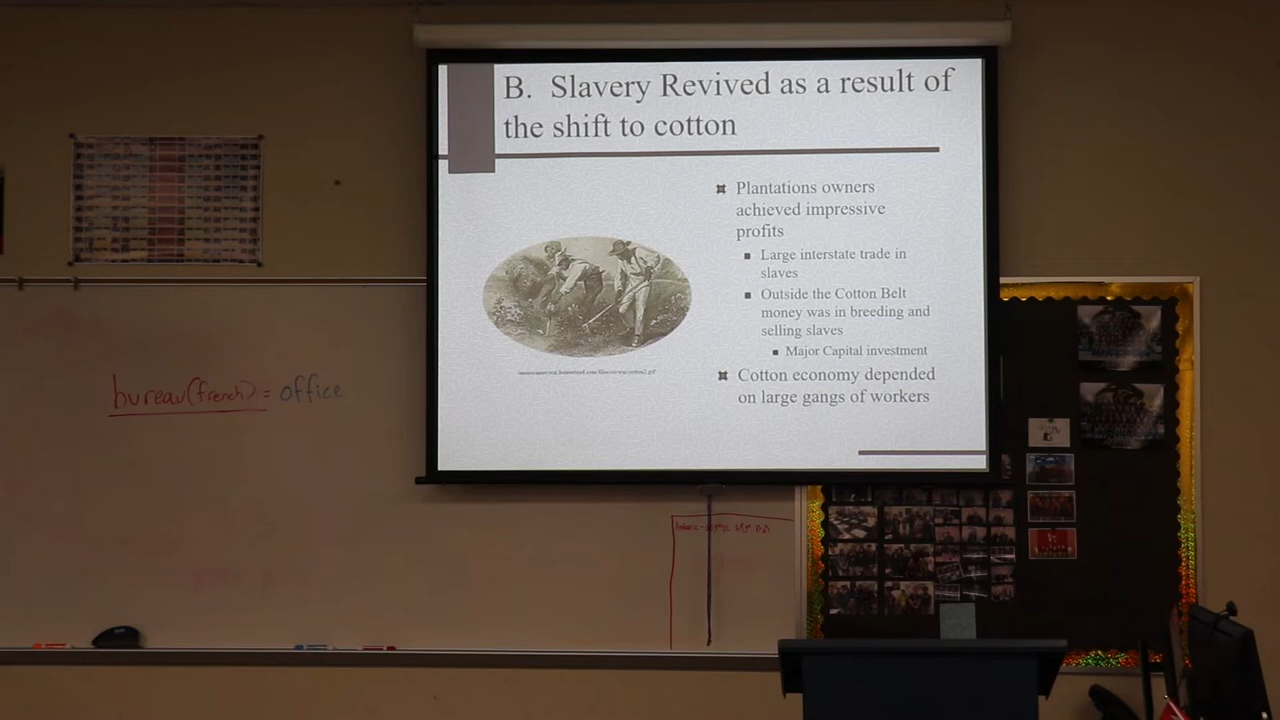 B. Slavery Revived as a result of
the shift to cotton
Plantations owners
achieved impressive
profits
Large interstate trade in
slaves
Outside the Cotton Belt
money was in breeding and
selling slaves
Major Capital investment
Cotton economy depended
on large gangs of workers
bureau(french) = office